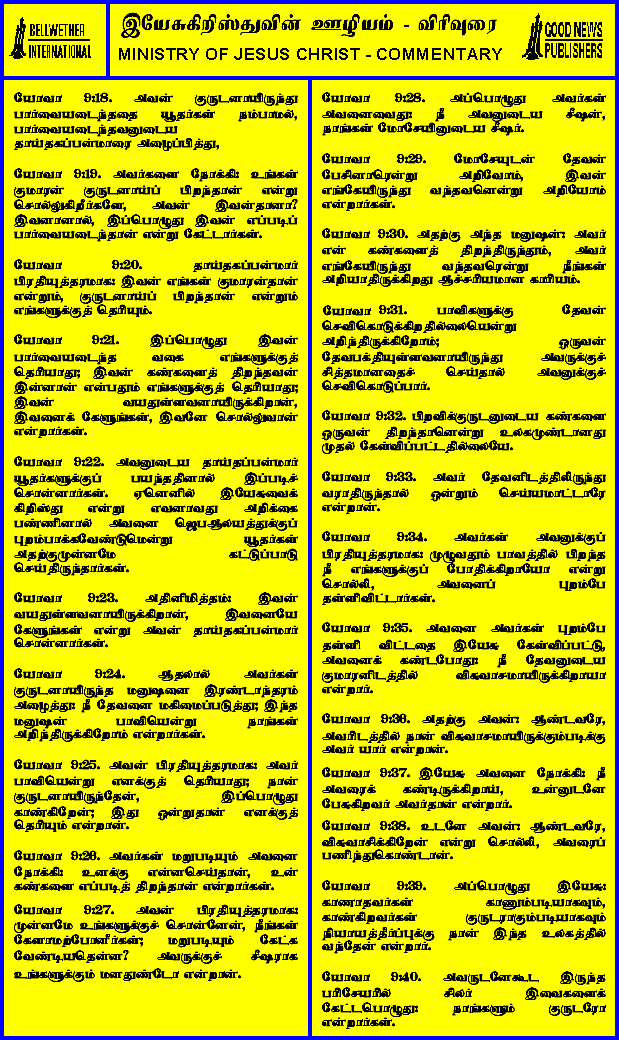 BELLWETHER
INTERNATIONAL
இயேசுகிறிஸ்துவின் ஊழியம் - விரிவுரை
MINISTRY OF JESUS CHRIST - COMMENTARY
GOOD NEWS
PUBLISHERS
யோவா 9:18. அவன் குருடனாயிருந்து
பார்வையடைந்ததை யூதர்கள் நம்பாமல்,
பார்வையடைந்தவனுடைய
தாய்தகப்பன்மாரை அழைப்பித்து,
யோவா 9:19. அவர்களை நோக்கி: உங்கள்
குமாரன் குருடனாய்ப் பிறந்தான் என்று
சொல்லுகிறீர்களே, அவன் இவன்தானா?
இவனானால், இப்பொழுது இவன் எப்படிப்
பார்வையடைந்தான் என்று கேட்டார்கள்.
யோவா 9:20. தாய்தகப்பன்மார்
பிரதியுத்தரமாக: இவன் எங்கள் குமாரன்தான்
என்றும், குருடனாய்ப் பிறந்தான் என்றும்
எங்களுக்குத் தெரியும்.
யோவா 9:21. இப்பொழுது இவன்
பார்வையடைந்த வகை எங்களுக்குத்
தெரியாது; இவன் கண்களைத் திறந்தவன்
இன்னான் என்பதும் எங்களுக்குத் தெரியாது;
இவன் வயதுள்ளவனாயிருக்கிறான்,
இவனைக் கேளுங்கள், இவனே சொல்லுவான்
என்றார்கள்.
யோவா 9:22. அவனுடைய தாய்தப்பன்மார்
யூதர்களுக்குப் பயந்ததினால் இப்படிச்
சொன்னார்கள். ஏனெனில் இயேசுவைக்
கிறிஸ்து என்று எவனாவது அறிக்கை
பண்ணினால் அவனை ஜெபஆலயத்துக்குப்
புறம்பாக்கவேண்டுமென்று யூதர்கள்
அதற்குமுன்னமே கட்டுப்பாடு
செய்திருந்தார்கள்.
யோவா 9:23. அதினிமித்தம்: இவன்
வயதுள்ளவனாயிருக்கிறான், இவனையே
கேளுங்கள் என்று அவன் தாய்தகப்பன்மார்
சொன்னார்கள்.
யோவா 9:24. ஆதலால் அவர்கள்
குருடனாயிருந்த மனுஷனை இரண்டாந்தரம்
அழைத்து: நீ தேவனை மகிமைப்படுத்து; இந்த
மனுஷன் பாவியென்று நாங்கள்
அறிந்திருக்கிறோம் என்றார்கள்.
யோவா 9:25. அவன் பிரதியுத்தரமாக: அவர்
பாவியென்று எனக்குத் தெரியாது; நான்
குருடனாயிருந்தேன், இப்பொழுது
காண்கிறேன்; இது ஒன்றுதான் எனக்குத்
தெரியும் என்றான்.
யோவா 9:26. அவர்கள் மறுபடியும் அவனை
நோக்கி: உனக்கு என்னசெய்தான், உன்
கண்களை எப்படித் திறந்தான் என்றார்கள்.
யோவா 9:27. அவன் பிரதியுத்தரமாக:
முன்னமே உங்களுக்குச் சொன்னேன், நீங்கள்
கேளாமற்போனீர்கள்; மறுபடியும் கேட்க
வேண்டியதென்ன? அவருக்குச் சீஷராக
உங்களுக்கும் மனதுண்டோ என்றான்.
யோவா 9:28. அப்பொழுது அவர்கள்
அவனைவைது: நீ அவனுடைய சீஷன்,
நாங்கள் மோசேயினுடைய சீஷர்.
யோவா 9:29. மோசேயுடன் தேவன்
பேசினாரென்று அறிவோம், இவன்
எங்கேயிருந்து வந்தவனென்று அறியோம்
என்றார்கள்.
யோவா 9:30. அதற்கு அந்த மனுஷன்: அவர்
என் கண்களைத் திறந்திருந்தும், அவர்
எங்கேயிருந்து வந்தவரென்று நீங்கள்
அறியாதிருக்கிறது ஆச்சரியமான காரியம்.
யோவா 9:31. பாவிகளுக்கு தேவன்
செவிகொடுக்கிறதில்லையென்று
அறிந்திருக்கிறோம்; ஒருவன்
தேவபக்தியுள்ளவனாயிருந்து அவருக்குச்
சித்தமானதைச் செய்தால் அவனுக்குச்
செவிகொடுப்பார்.
யோவா 9:32. பிறவிக்குருடனுடைய கண்களை
ஒருவன் திறந்தானென்று உலகமுண்டானது
முதல் கேள்விப்பட்டதில்லையே.
யோவா 9:33. அவர் தேவனிடத்திலிருந்து
வராதிருந்தால் ஒன்றும் செய்யமாட்டாரே
என்றான்.
யோவா 9:34. அவர்கள் அவனுக்குப்
பிரதியுத்தரமாக: முழுவதும் பாவத்தில் பிறந்த
நீ எங்களுக்குப் போதிக்கிறாயோ என்று
சொல்லி, அவனைப் புறம்பே
தள்ளிவிட்டார்கள்.
யோவா 9:35. அவனை அவர்கள் புறம்பே
தள்ளி விட்டதை இயேசு கேள்விப்பட்டு,
அவனைக் கண்டபோது: நீ தேவனுடைய
குமாரனிடத்தில் விசுவாசமாயிருக்கிறாயா
என்றார்.
யோவா 9:36. அதற்கு அவன்: ஆண்டவரே,
அவரிடத்தில் நான் விசுவாசமாயிருக்கும்படிக்கு
அவர் யார் என்றான்.
யோவா 9:37. இயேசு அவனை நோக்கி: நீ
அவரைக் கண்டிருக்கிறாய், உன்னுடனே
பேசுகிறவர் அவர்தான் என்றார்.
யோவா 9:38. உடனே அவன்: ஆண்டவரே,
விசுவாசிக்கிறேன் என்று சொல்லி, அவரைப்
பணிந்துகொண்டான்.
யோவா 9:39. அப்பொழுது இயேசு:
காணாதவர்கள் காணும்படியாகவும்,
காண்கிறவர்கள் குருடராகும்படியாகவும்
நியாயத்தீர்ப்புக்கு நான் இந்த உலகத்தில்
வந்தேன் என்றார்.
யோவா 9:40. அவருடனேகூட இருந்த
பரிசேயரில் சிலர் இவைகளைக்
கேட்டபொழுது: நாங்களும் குருடரோ
என்றார்கள்.